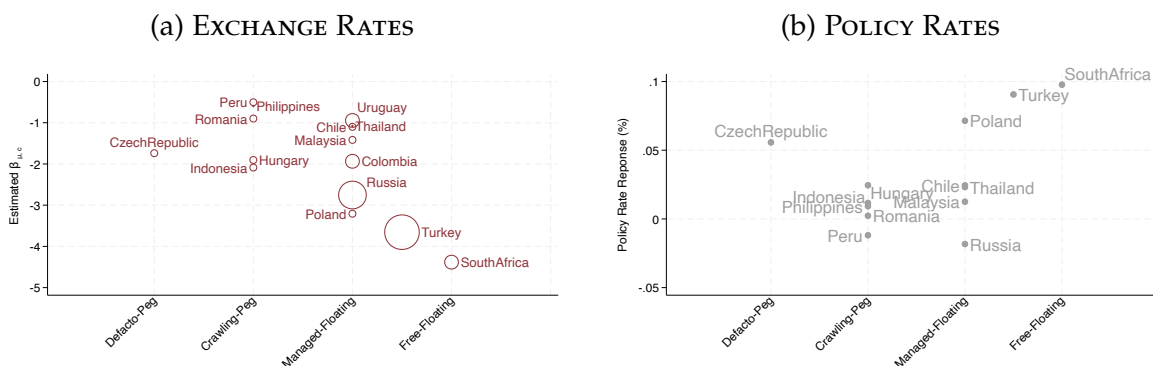 (a) Exchange Rates
0
-1
-2
-3
-4
-5
Estimated β μ, c
Peru
Philippines
Romania
CzechRepublic
Hungary
Indonesia
Uruguay
Chile
Thailand
Malaysia
Colombia
Russia
Poland
Turkey
SouthAfrica
Defacto-Peg
Crawling-Peg
Managed-Floating
Free-Floating
(b) Policy Rates
.1
.05
0
-.05
Policy Rate Reponse (%)
SouthAfrica
Turkey
Poland
CzechRepublic
Hungary
Indonesia
Philippines
Romania
Peru
Chile
Thailand
Malaysia
Russia
Defacto-Peg
Crawling-Peg
Managed-Floating
Free-Floating